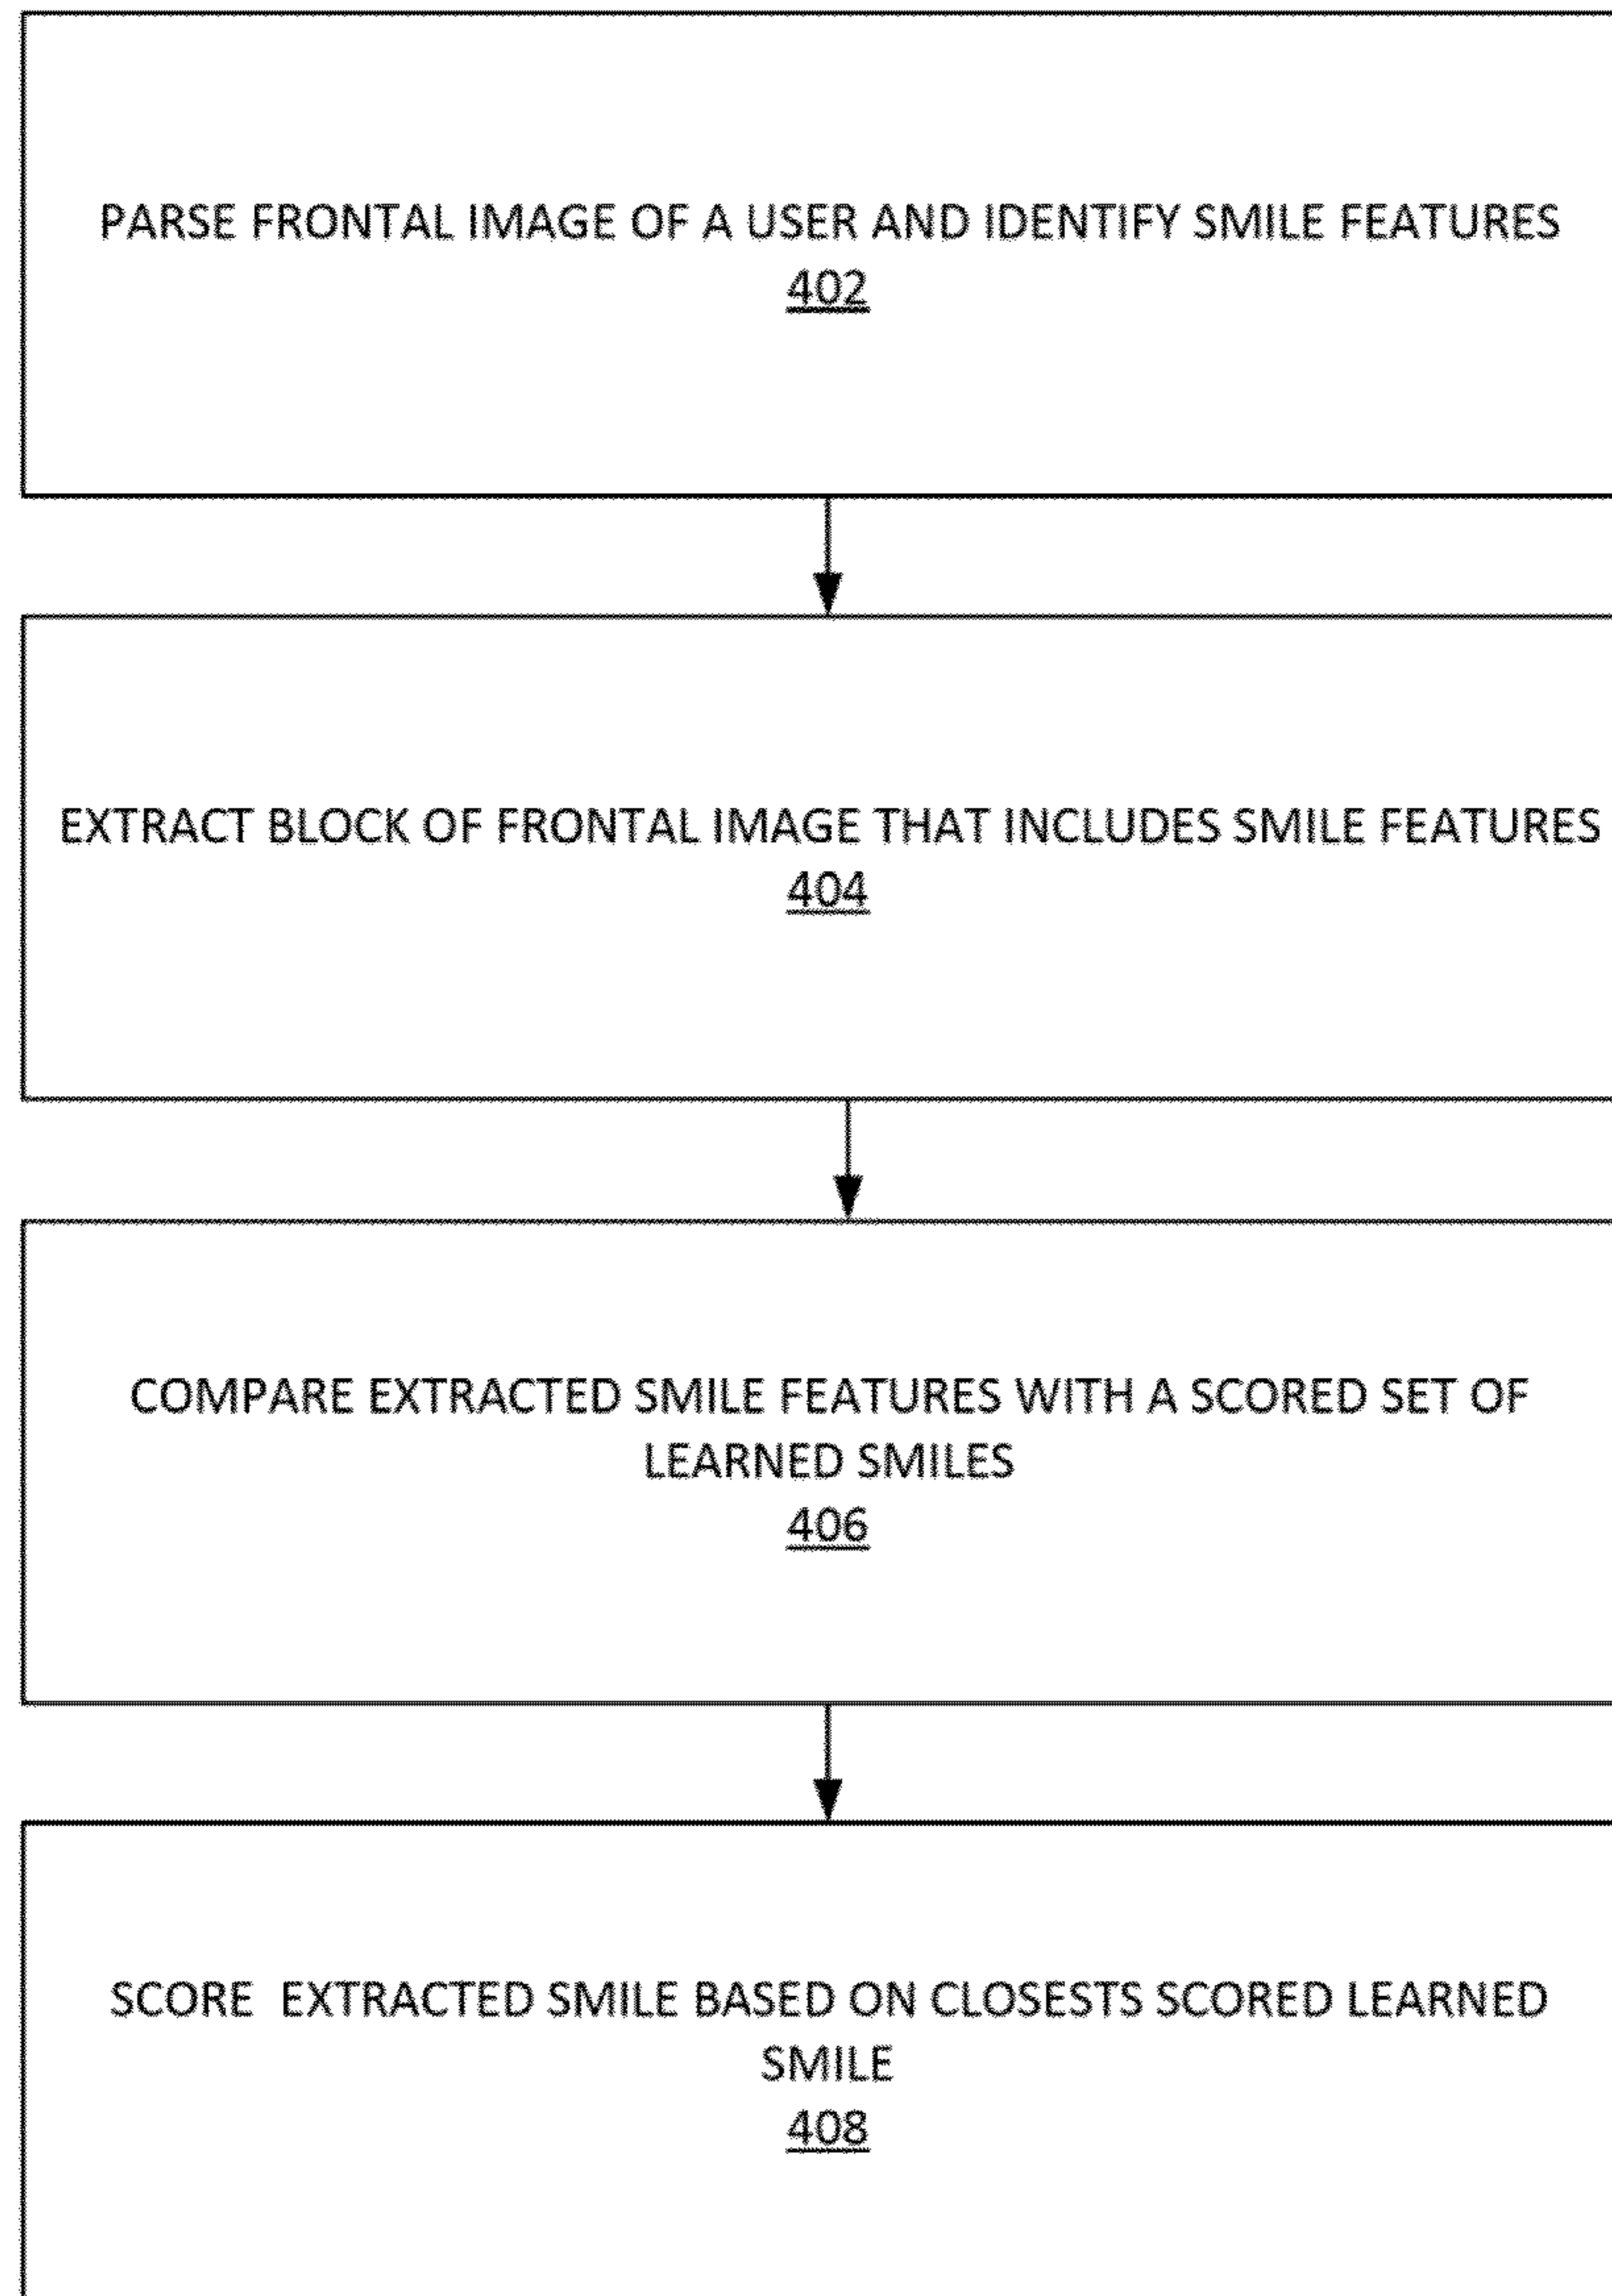 PARSE FRONTAL IMAGE OF A USER AND IDENTIFY SMILE FEATURES
402
EXTRACT BLOCK OF FRONTAL IMAGE THAT INCLUDES SMILE FEATURES
404
COMPARE EXTRACTED SMILE FEATURES WITH A SCORED SET OF
LEARNED SMILES
406
SCORE  EXTRACTED SMILE BASED ON CLOSESTS SCORED LEARNED
SMILE
408